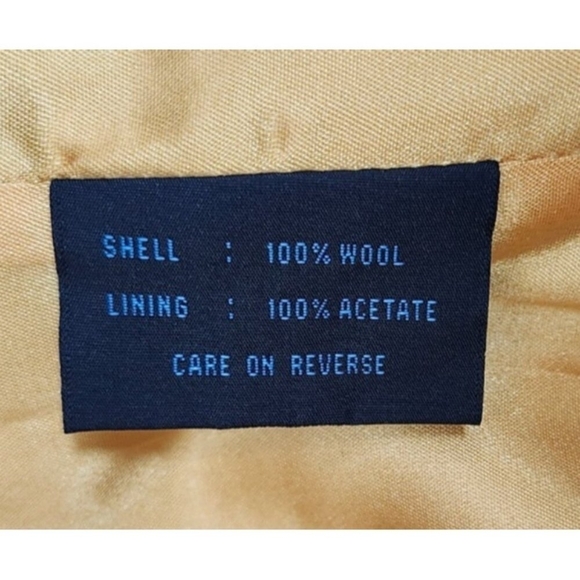 SHELL : 100% WOOL
LINING : 100% ACETATE
CARE ON REVERSE